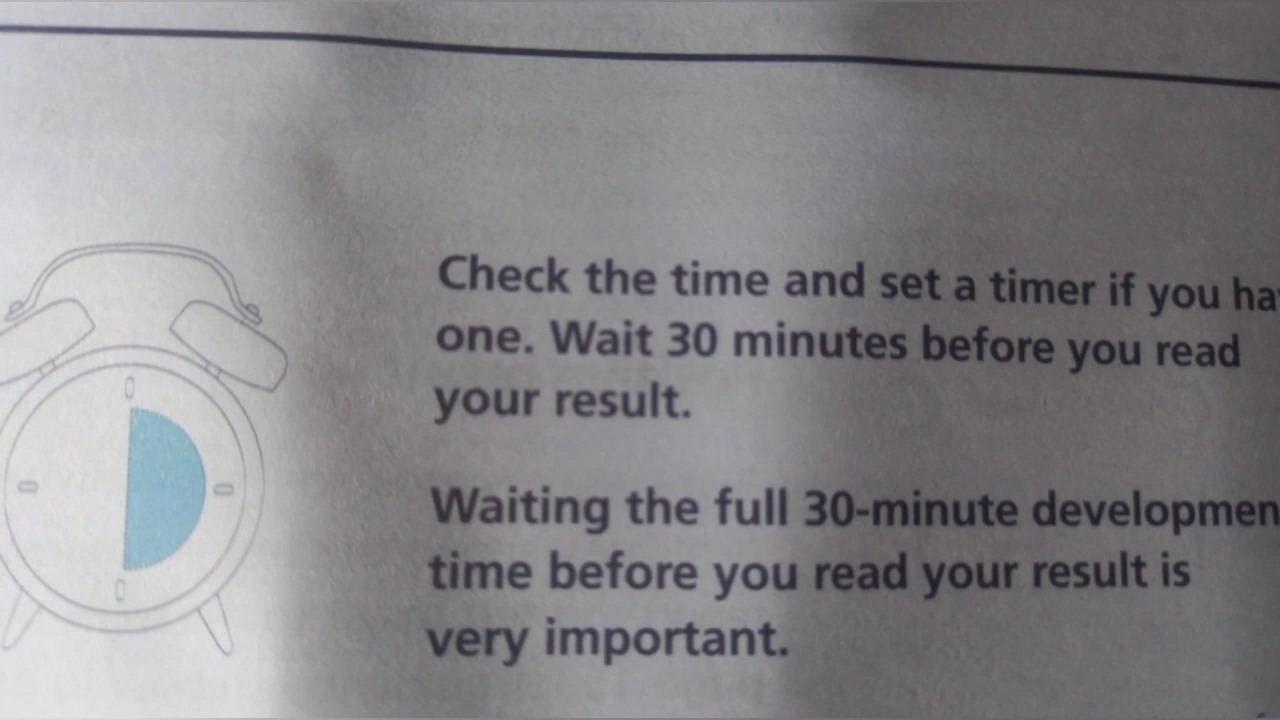 Check the time and set a timer if you ha
one. Wait 30 minutes before you read
your result.
Waiting the full 30-minute developmen
time before you read your result is
very important.